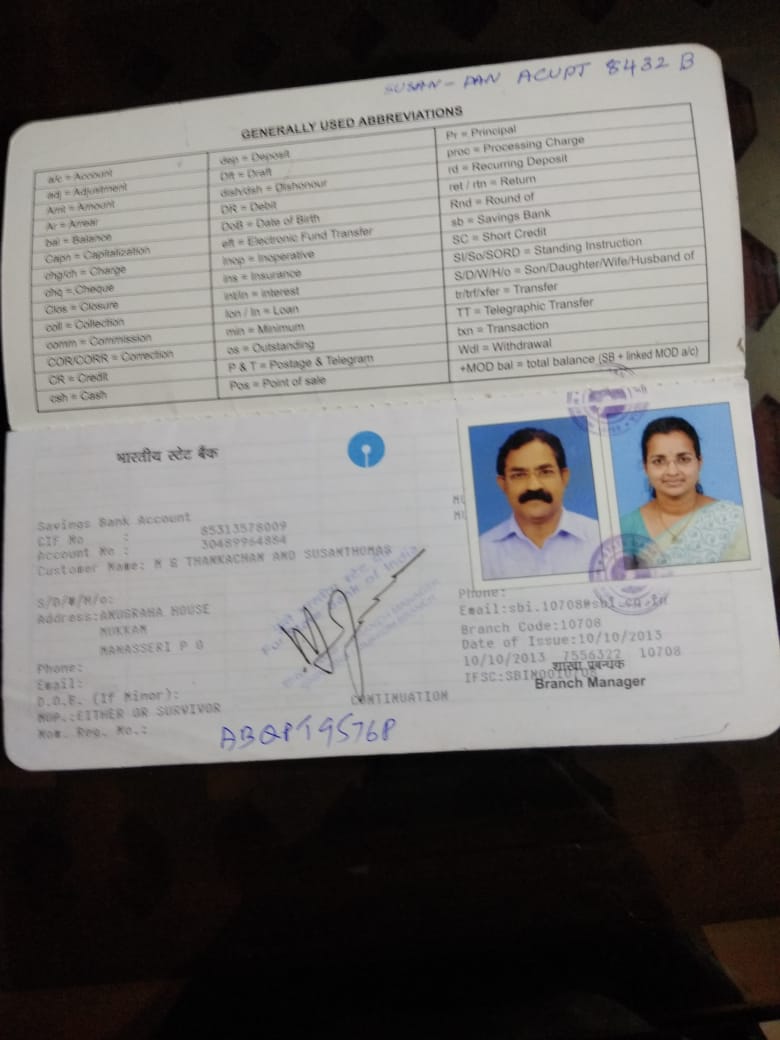 SUSAN - PAN ACUPT 8432 B
GENERALLY USED ABBREVIATIONS
a/c = Account
adj = Adjustment
Amt = Amount
Ar = Arrear
bal = Balance
Capn = Capitalization
chg/ch = Charge
chq = Cheque
Clos = Closure
coll = Collection
comm = Commission
COR/CORR = Correction
CR = Credit
csh = Cash
dep = Deposit
Dft = Draft
dish/dsh = Dishonour
DR = Debit
DoB = Date of Birth
eft = Electronic Fund Transfer
Inop = Inoperative
ins = Insurance
int/in = interest
lon / ln = Loan
min = Minimum
os = Outstanding
P & T = Postage & Telegram
Pos = Point of sale
Pr = Principal
proc = Processing Charge
rd = Recurring Deposit
ret / rtn = Return
Rnd = Round of
sb = Savings Bank
SC = Short Credit
SI/So/SORD = Standing Instruction
S/D/W/H/o = Son/Daughter/Wife/Husband of
tr/trf/xfer = Transfer
TT = Telegraphic Transfer
txn = Transaction
Wdl = Withdrawal
+MOD bal = total balance (SB + linked MOD a/c)
भारतीय स्टेट बैंक
Savings Bank Account
CIF No : 85313578009
Account No : 30489964884
Customer Name: M G THANKACHAN AND SUSANTHOMAS
S/D/W/H/o:
Address:ANUGRAHA HOUSE
MUKKAM
MANASSERI P O
Phone:
Email:
D.O.B. (If Minor):
MOP.:EITHER OR SURVIVOR
Nom. Reg. No.:
CONTINUATION
ABQPT9576P
Phone:
Email:sbi.10708@sbi.co.in
Branch Code:10708
Date of Issue:10/10/2013
10/10/2013 7556322 10708
शाखा प्रबन्धक
IFSC:SBIN0010708
Branch Manager